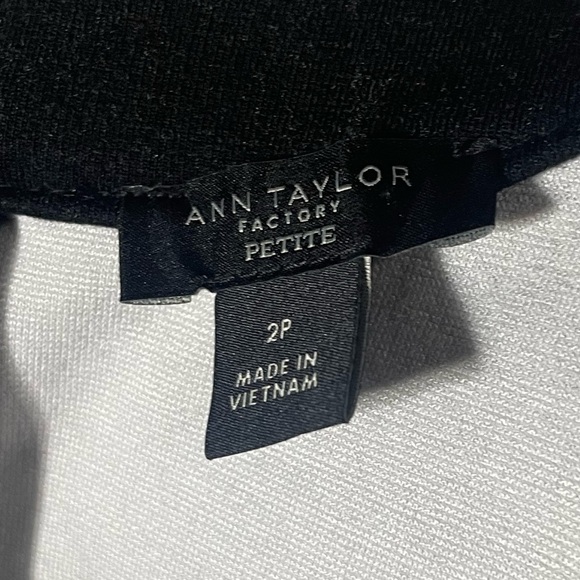 ANN TAYLOR
FACTORY
PETITE
2P
MADE IN
VIETNAM